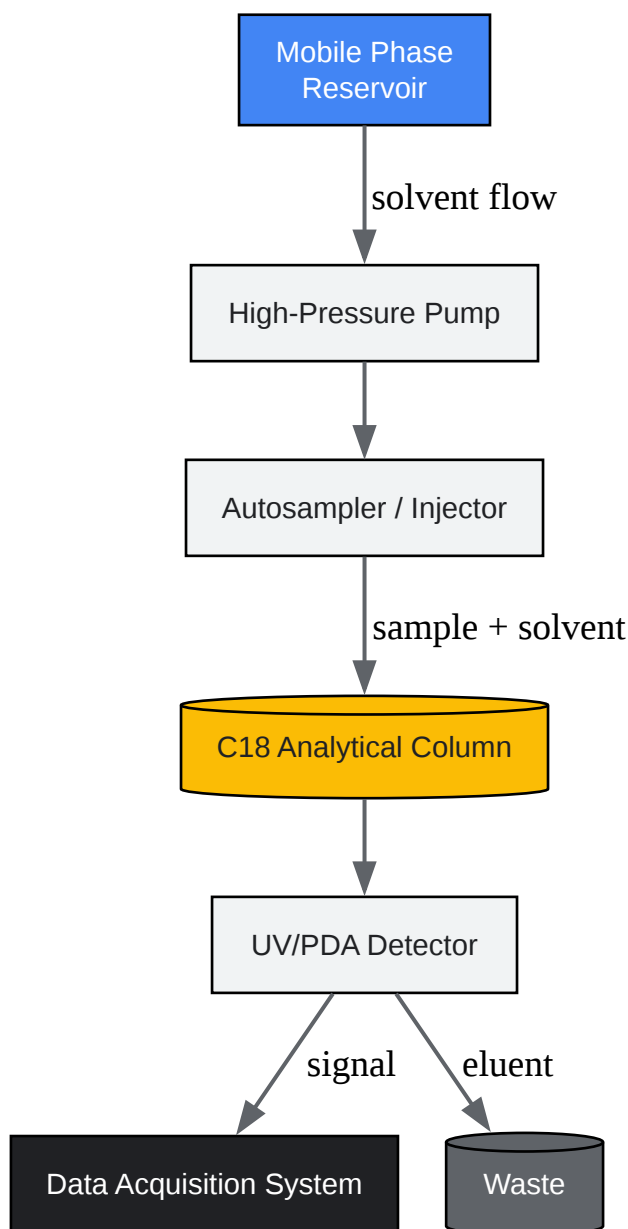 Mobile Phase
Reservoir
solvent flow
High-Pressure Pump
Autosampler / Injector
sample + solvent
C18 Analytical Column
UV/PDA Detector
signal
eluent
Data Acquisition System
Waste